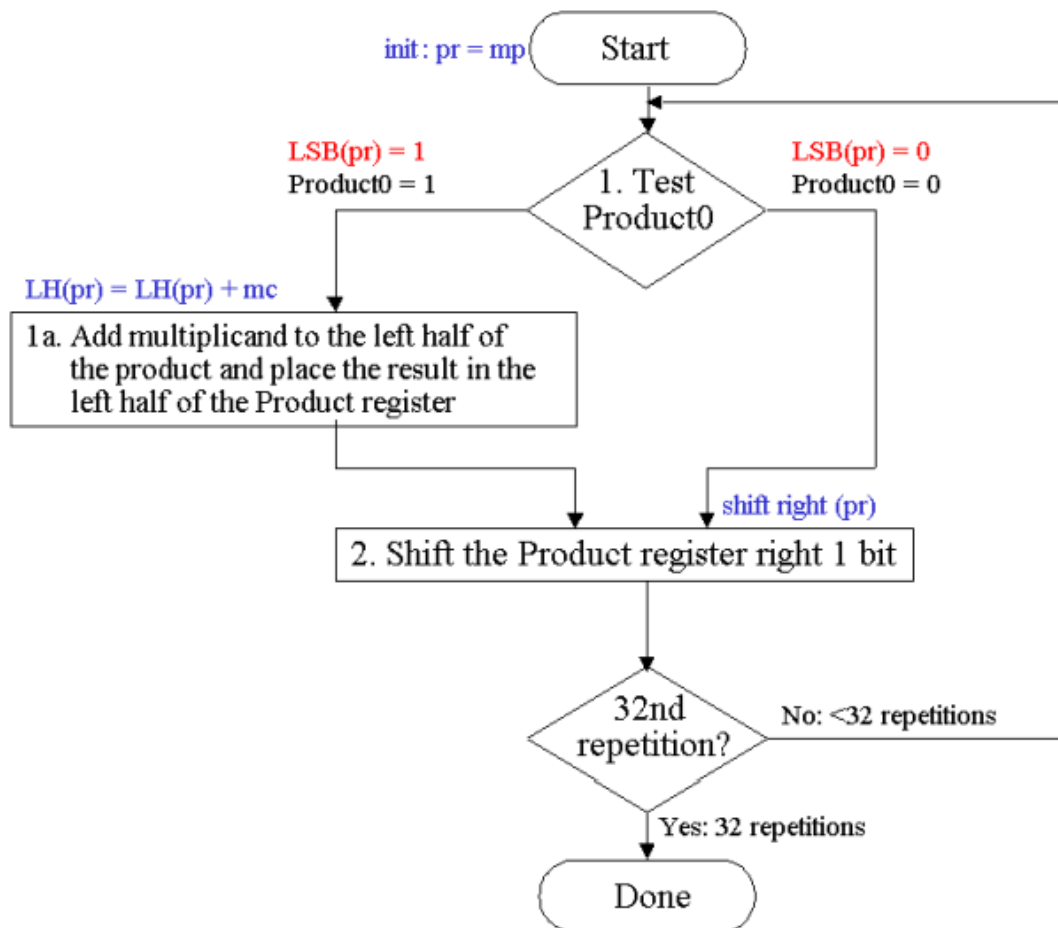 init: pr = mp
Start
LSB(pr) = 1
Product0 = 1
1. Test
Product0
LSB(pr) = 0
Product0 = 0
LH(pr) = LH(pr) + mc
1a. Add multiplicand to the left half of
the product and place the result in the
left half of the Product register
shift right (pr)
2. Shift the Product register right 1 bit
32nd
repetition?
No: <32 repetitions
Yes: 32 repetitions
Done